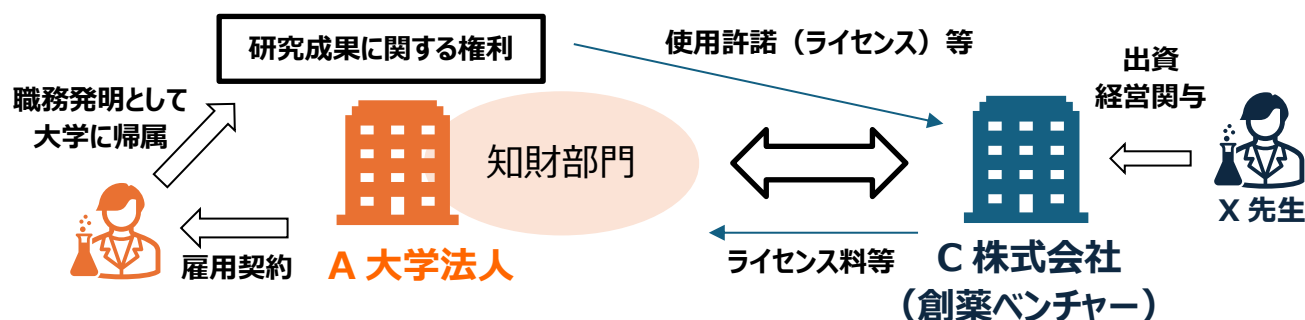 研究成果に関する権利
使用許諾（ライセンス）等
出資
経営関与
職務発明として
大学に帰属
知財部門
X 先生
雇用契約
A 大学法人
ライセンス料等
C 株式会社
（創薬ベンチャー）